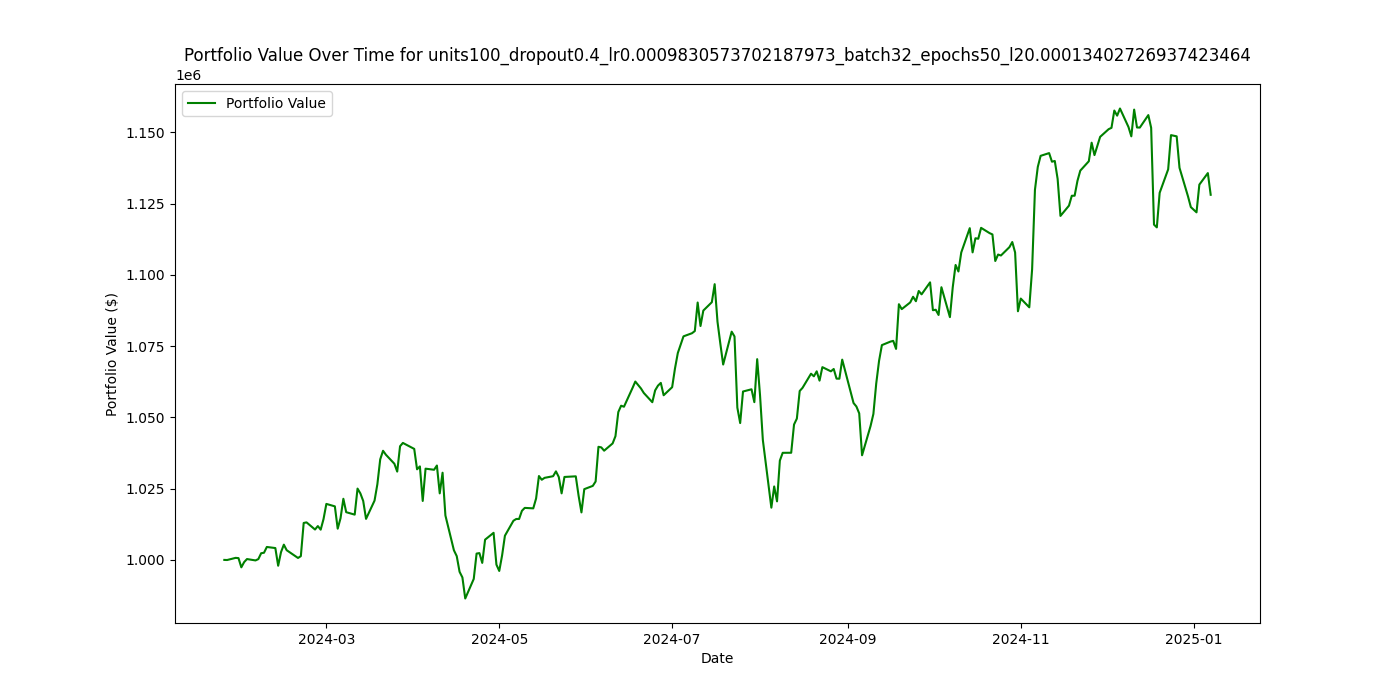 Portfolio Value Over Time for units100_dropout0.4_lr0.0009830573702187973_batch32_epochs50_l20.00013402726937423464
1e6
Portfolio Value
1.150
1.125
1.100
1.075
1.050
1.025
1.000
Portfolio Value ($)
2024-03
2024-05
2024-07
2024-09
2024-11
2025-01
Date